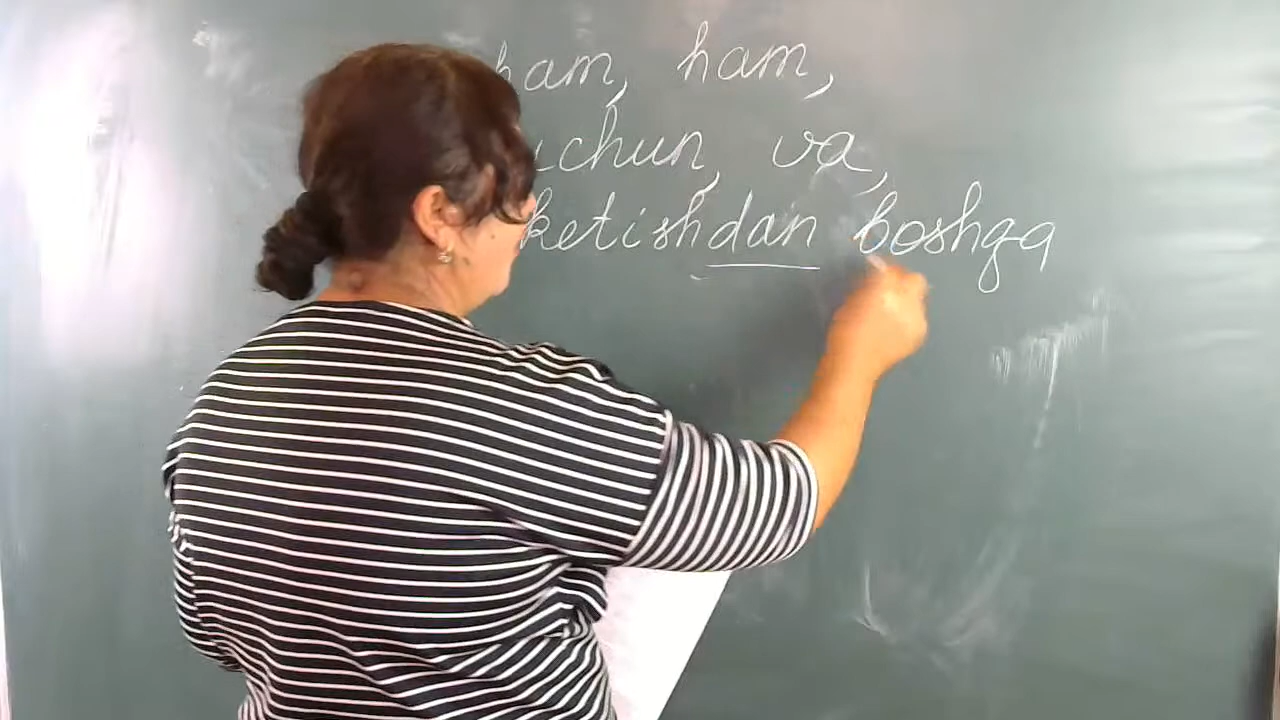 ham, ham,
uchun, va,
ketishdan boshqa